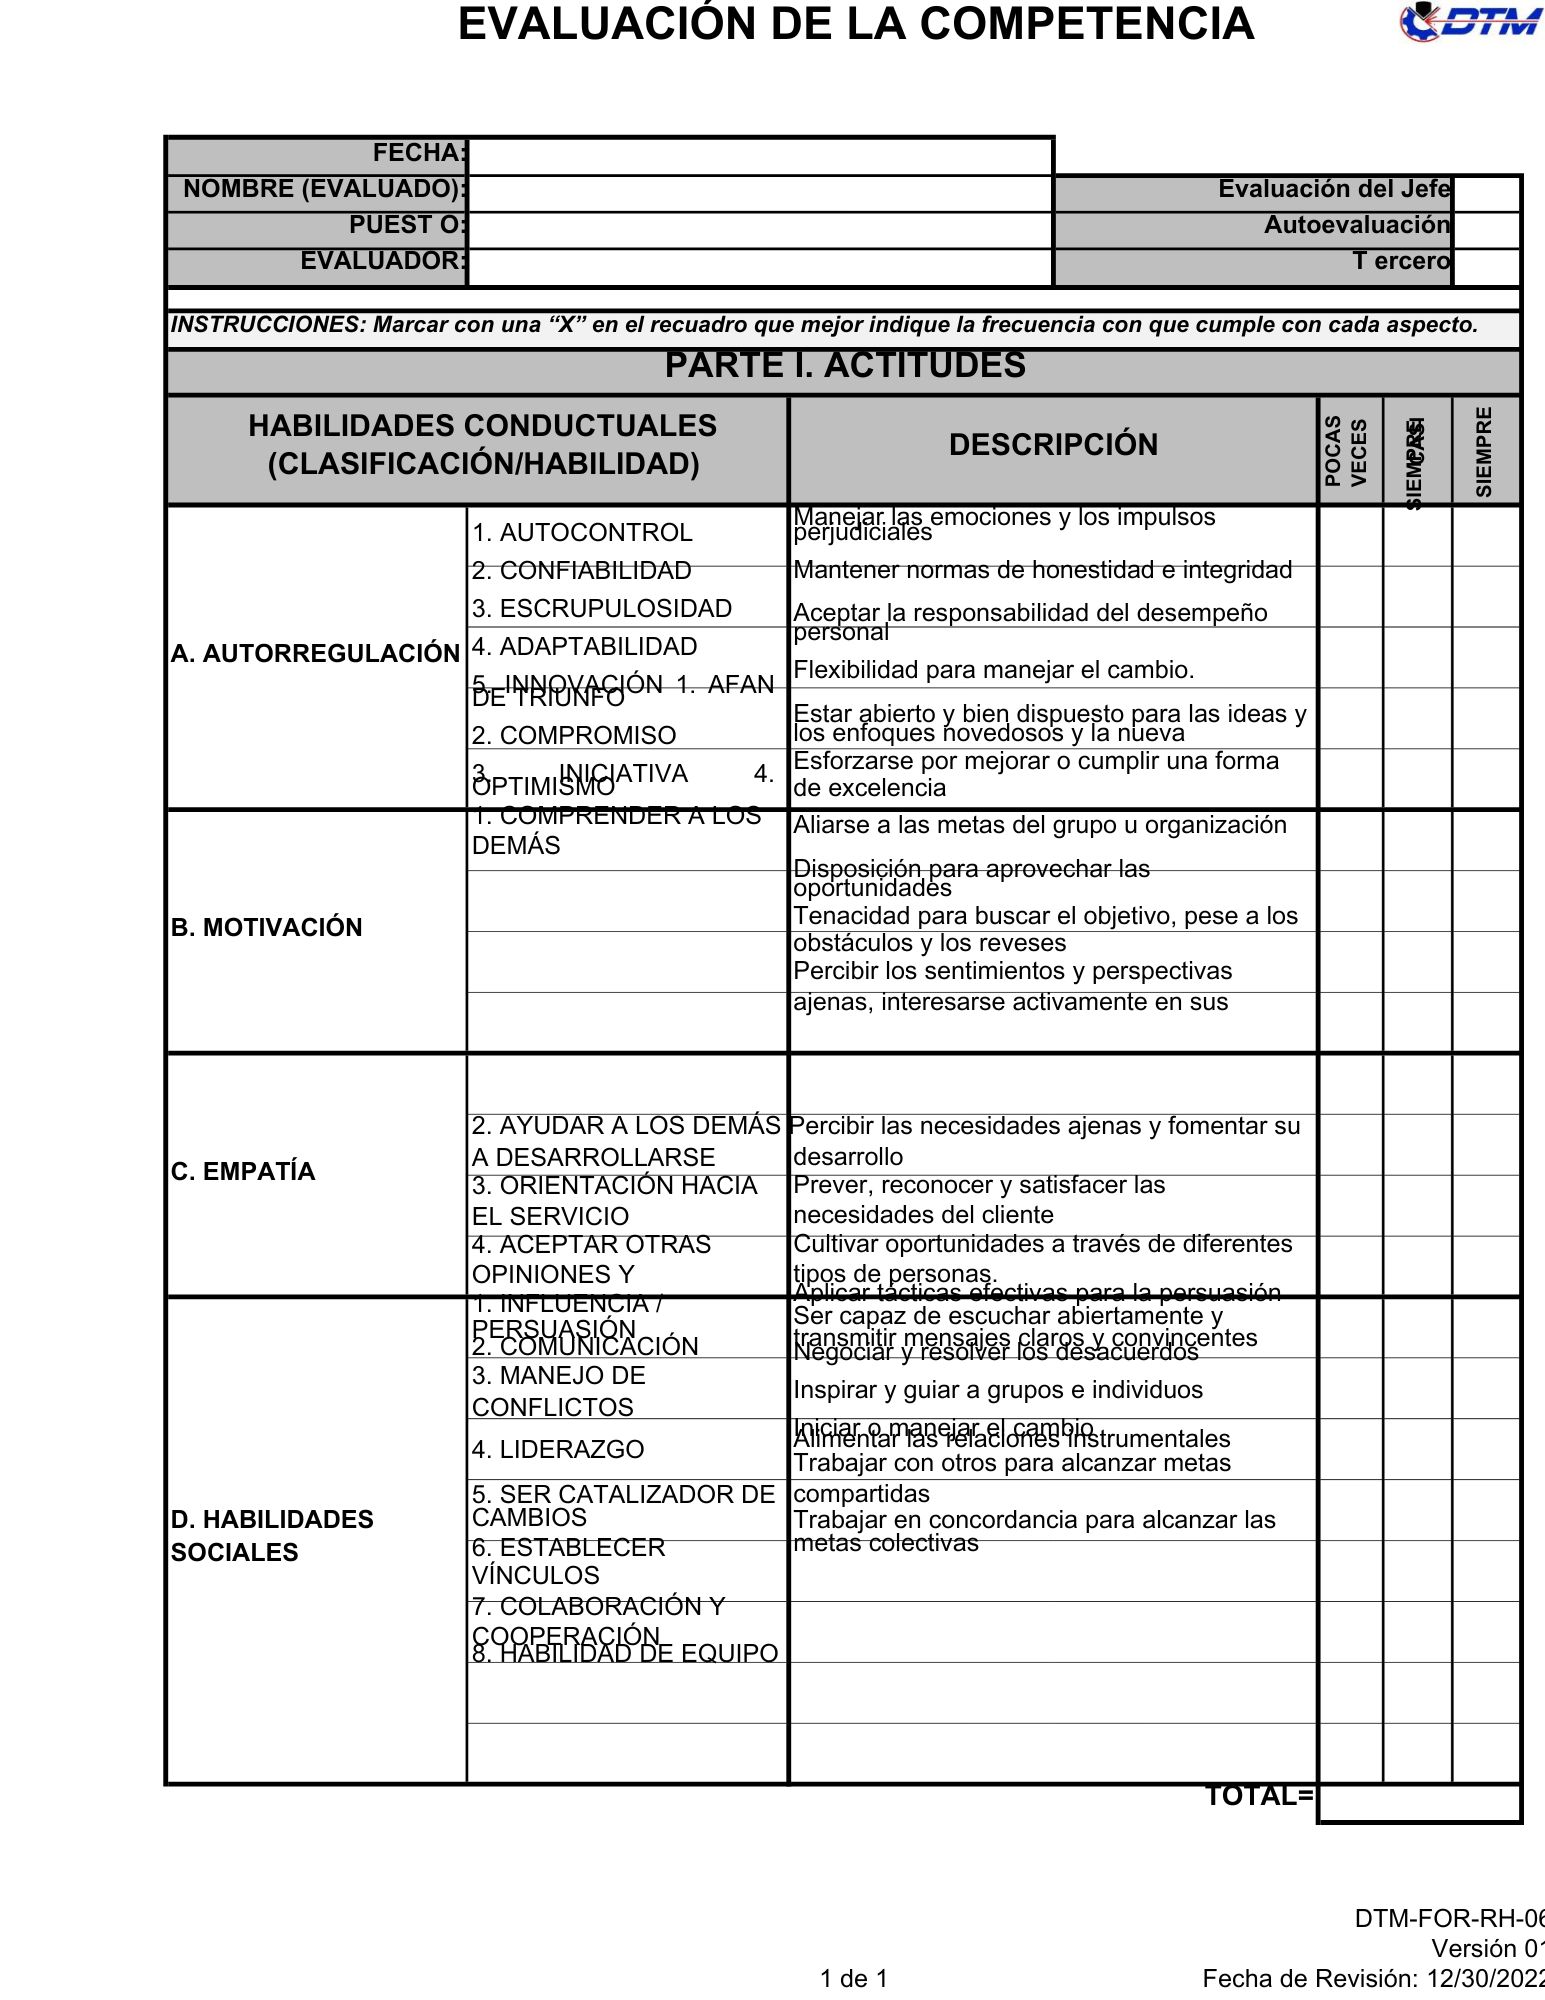 EVALUACIÓN DE LA COMPETENCIA
DTM
FECHA:
NOMBRE (EVALUADO):
Evaluación del Jefe
PUEST O:
Autoevaluación
EVALUADOR:
T ercero
INSTRUCCIONES: Marcar con una “X” en el recuadro que mejor indique la frecuencia con que cumple con cada aspecto.
PARTE I. ACTITUDES
HABILIDADES CONDUCTUALES
(CLASIFICACIÓN/HABILIDAD)
DESCRIPCIÓN
POCAS
VECES
CASI
SIEMPRE
SIEMPRE
A. AUTORREGULACIÓN
1. AUTOCONTROL
2. CONFIABILIDAD
3. ESCRUPULOSIDAD
4. ADAPTABILIDAD
5. INNOVACIÓN 1. AFAN
DE TRIUNFO
2. COMPROMISO
3. INICIATIVA 4.
OPTIMISMO
1. COMPRENDER A LOS
DEMÁS
Manejar las emociones y los impulsos
perjudiciales
Mantener normas de honestidad e integridad
Aceptar la responsabilidad del desempeño
personal
Flexibilidad para manejar el cambio.
Estar abierto y bien dispuesto para las ideas y
los enfoques novedosos y la nueva
Esforzarse por mejorar o cumplir una forma
de excelencia
B. MOTIVACIÓN
Aliarse a las metas del grupo u organización
Disposición para aprovechar las
oportunidades
Tenacidad para buscar el objetivo, pese a los
obstáculos y los reveses
Percibir los sentimientos y perspectivas
ajenas, interesarse activamente en sus
C. EMPATÍA
2. AYUDAR A LOS DEMÁS
A DESARROLLARSE
3. ORIENTACIÓN HACIA
EL SERVICIO
4. ACEPTAR OTRAS
OPINIONES Y
Percibir las necesidades ajenas y fomentar su
desarrollo
Prever, reconocer y satisfacer las
necesidades del cliente
Cultivar oportunidades a través de diferentes
tipos de personas.
Aplicar tácticas efectivas para la persuasión
D. HABILIDADES
SOCIALES
1. INFLUENCIA /
PERSUASIÓN
2. COMUNICACIÓN
3. MANEJO DE
CONFLICTOS
4. LIDERAZGO
5. SER CATALIZADOR DE
CAMBIOS
6. ESTABLECER
VÍNCULOS
7. COLABORACIÓN Y
COOPERACIÓN
8. HABILIDAD DE EQUIPO
Ser capaz de escuchar abiertamente y
transmitir mensajes claros y convincentes
Negociar y resolver los desacuerdos
Inspirar y guiar a grupos e individuos
Iniciar o manejar el cambio
Alimentar las relaciones instrumentales
Trabajar con otros para alcanzar metas
compartidas
Trabajar en concordancia para alcanzar las
metas colectivas
TOTAL=
DTM-FOR-RH-06
Versión 01
1 de 1
Fecha de Revisión: 12/30/2022